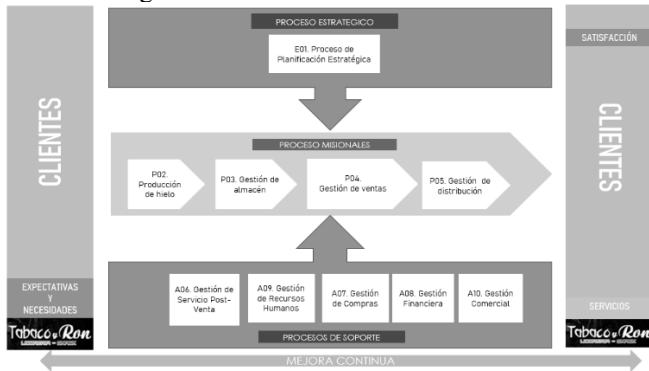 PROCESO ESTRATEGICO
E01. Proceso de
Planificación Estratégica
CLIENTES
EXPECTATIVAS
Y
NECESIDADES
Tabaco y Ron
PROCESO MISIONALES
P02.
Producción
de hielo
P03. Gestión de
almacén
P04.
Gestión de ventas
P05. Gestión de
distribución
A06. Gestión de
Servicio Post-
Venta
A09. Gestión
de Recursos
Humanos
A07. Gestión
de Compras
A08. Gestión
Financiera
A10. Gestión
Comercial
PROCESOS DE SOPORTE
SATISFACCIÓN
CLIENTES
SERVICIOS
Tabaco y Ron
MEJORA CONTINUA